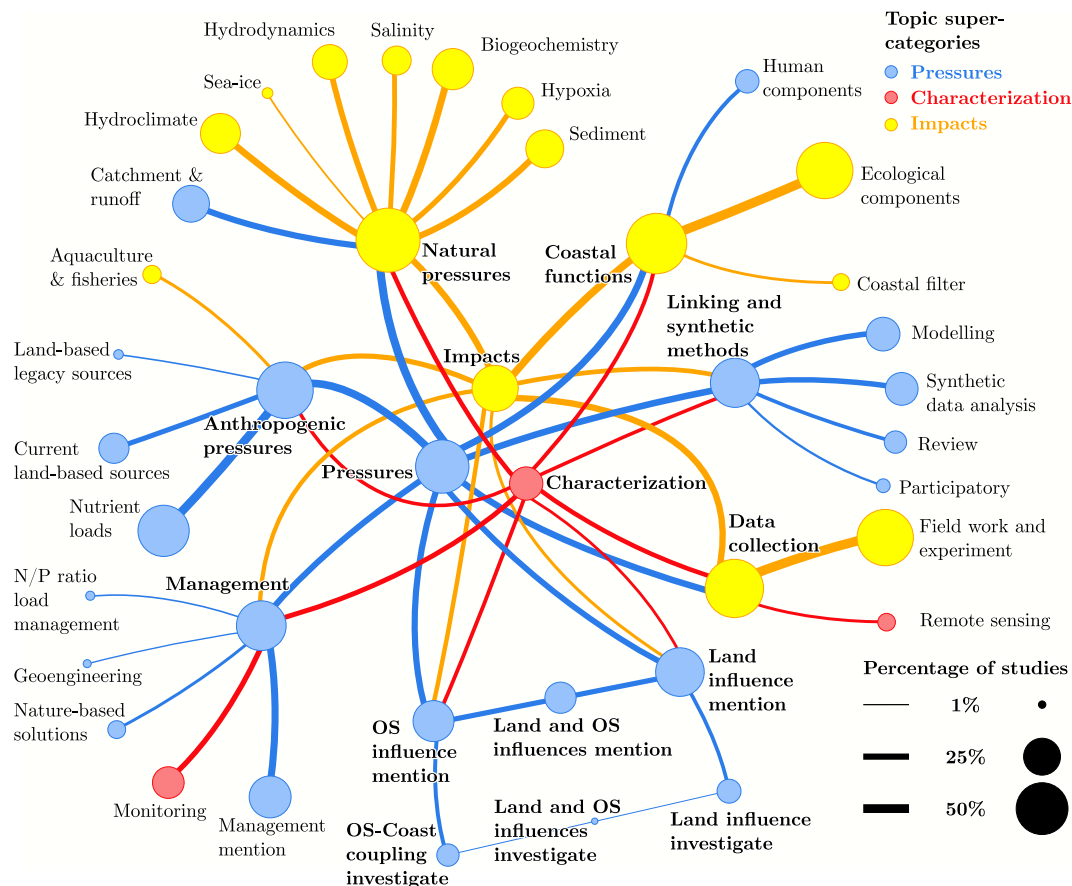 Topic super-
categories
Pressures
Characterization
Impacts
Hydrodynamics
Salinity
Biogeochemistry
Sea-ice
Hypoxia
Hydroclimate
Sediment
Catchment &
runoff
Human
components
Ecological
components
Aquaculture
& fisheries
Natural
pressures
Coastal
functions
Coastal filter
Linking and
synthetic
methods
Modelling
Land-based
legacy sources
Impacts
Synthetic
data analysis
Anthropogenic
pressures
Current
land-based sources
Review
Pressures
Characterization
Participatory
Nutrient
loads
Data
collection
Field work and
experiment
N/P ratio
load
management
Management
Remote sensing
Geoengineering
Nature-based
solutions
Land
influence
mention
OS
influence
mention
Land and OS
influences mention
Percentage of studies
1%
25%
50%
Monitoring
Management
mention
OS-Coast
coupling
investigate
Land and OS
influences
investigate
Land influence
investigate